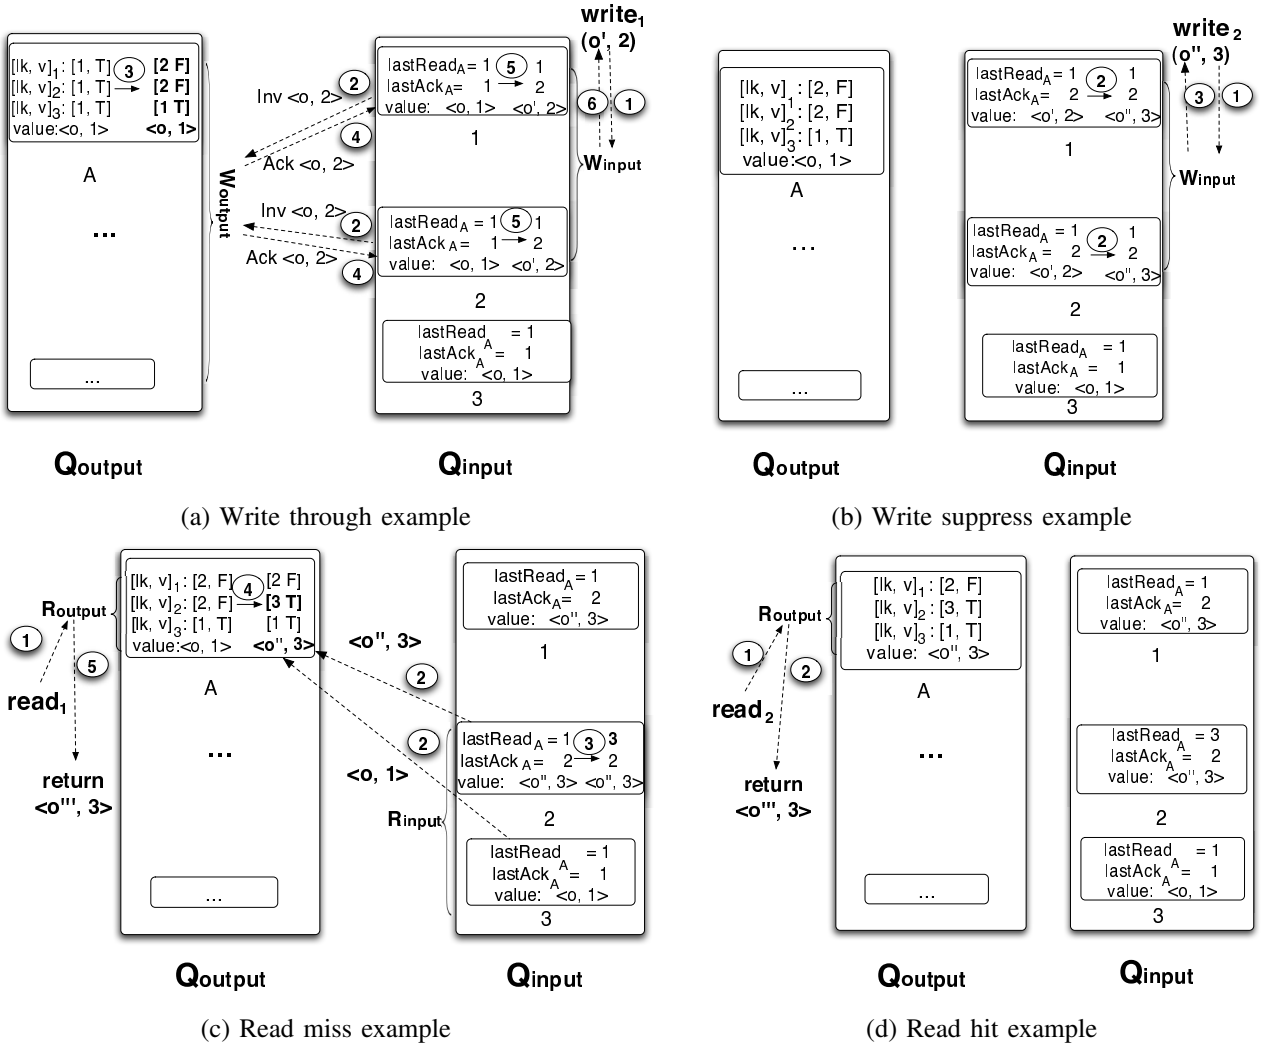 write1
(o', 2)
[lk, v]1 : [1, T] 3 [2 F]
[lk, v]2 : [1, T] [2 F]
[lk, v]3 : [1, T] [1 T]
value:<o, 1> <o, 1>
A
...
...
Woutput
2
Inv <o, 2>
4
Ack <o, 2>
Inv <o, 2>
2
Ack <o, 2>
4
lastReadA = 1 5 1
lastAckA = 1 2
value: <o, 1> <o', 2>
1
6
1
Winput
lastReadA = 1 5 1
lastAckA = 1 2
value: <o, 1> <o', 2>
2
lastReadA = 1
lastAckA = 1
value: <o, 1>
3
Qoutput
Qinput
(a) Write through example
write2
(o'', 3)
[lk, v]1 : [2, F]
[lk, v]2 : [2, F]
[lk, v]3 : [1, T]
value:<o, 1>
A
...
...
lastReadA = 1 2 1
lastAckA = 2 2
value: <o', 2> <o'', 3>
1
3
1
Winput
lastReadA = 1 2 1
lastAckA = 2 2
value: <o', 2> <o'', 3>
2
lastReadA = 1
lastAckA = 1
value: <o, 1>
3
Qoutput
Qinput
(b) Write suppress example
[lk, v]1 : [2, F] 4 [2 F]
[lk, v]2 : [2, F] [3 T]
[lk, v]3 : [1, T] [1 T]
value:<o, 1> <o'', 3>
Routput
1
5
read1
return
<o''', 3>
A
...
...
<o'', 3>
2
2
<o, 1>
Rinput
lastReadA = 1
lastAckA = 2
value: <o'', 3>
1
lastReadA = 1 3 3
lastAckA = 2 2
value: <o'', 3> <o'', 3>
2
lastReadA = 1
lastAckA = 1
value: <o, 1>
3
Qoutput
Qinput
(c) Read miss example
Routput
[lk, v]1 : [2, F]
[lk, v]2 : [3, T]
[lk, v]3 : [1, T]
value: <o'', 3>
1
2
read2
return
<o''', 3>
A
...
...
lastReadA = 1
lastAckA = 2
value: <o'', 3>
1
lastReadA = 3
lastAckA = 2
value: <o'', 3>
2
lastReadA = 1
lastAckA = 1
value: <o, 1>
3
Qoutput
Qinput
(d) Read hit example